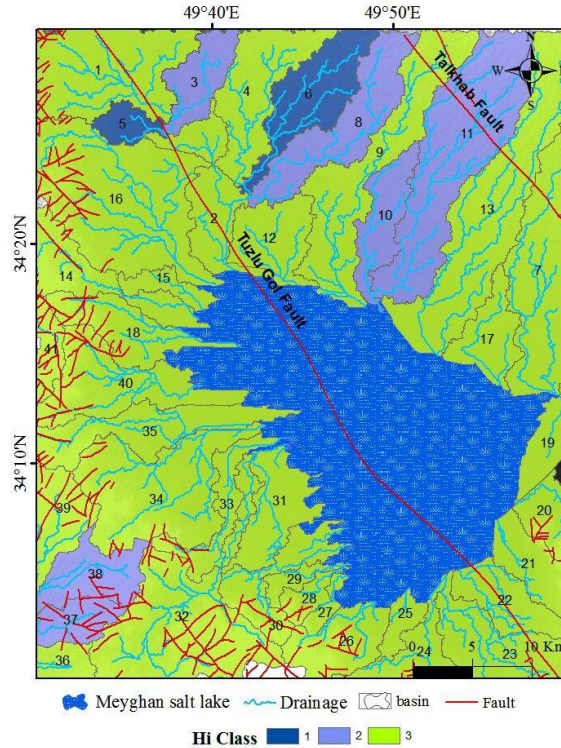 49°40'E 49°50'E
N
W
S
34°20'N
34°10'N
Talkhab Fault
Tuzlu Gol Fault
1 3 4 6 8 11
5 9
16 10 13
2 12 7
14 15
18 17
41
40
35 19
39 34 33 31 20
38 29 21
37 32 28 27 25 22
30 26
36 24 23
0 5 10 Km
Meyghan salt lake Drainage basin Fault
Hi Class 1 2 3